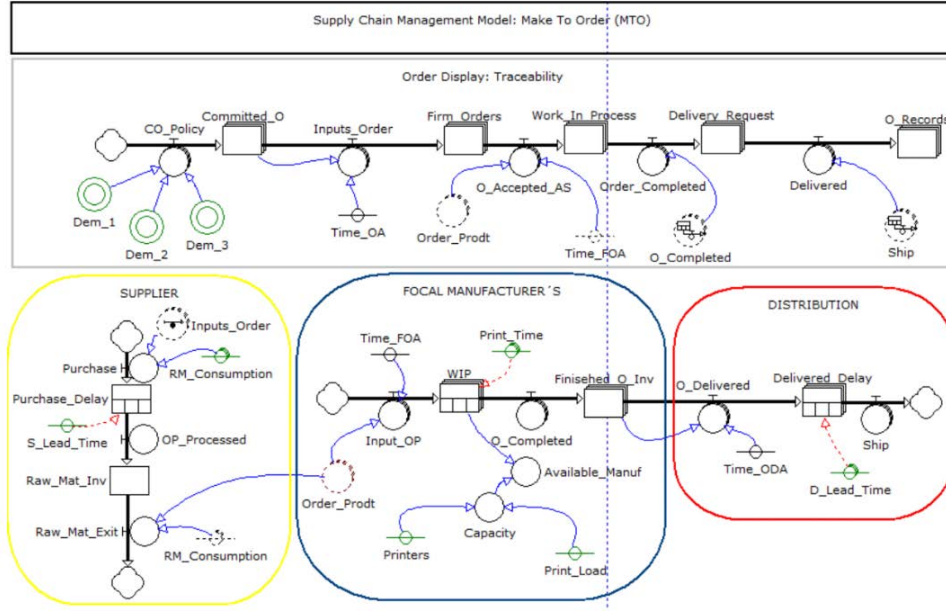 Supply Chain Management Model: Make To Order (MTO)
Order Display: Traceability
Committed_O
CO_Policy
Inputs_Order
Firm_Orders
Work_In_Process
Delivery_Request
O_Records
Dem_1
Dem_2
Dem_3
Time_OA
Order_Prodt
O_Accepted_AS
Time_FOA
Order_Completed
O_Completed
Delivered
Ship
SUPPLIER
Inputs_Order
Purchase
RM_Consumption
Purchase_Delay
S_Lead_Time
OP_Processed
Raw_Mat_Inv
Raw_Mat_Exit
RM_Consumption
FOCAL MANUFACTURER´S
Time_FOA
Print_Time
WIP
Finisehed_O_Inv
Input_OP
O_Completed
Order_Prodt
Available_Manuf
Capacity
Printers
Print_Load
DISTRIBUTION
O_Delivered
Delivered_Delay
Ship
Time_ODA
D_Lead_Time